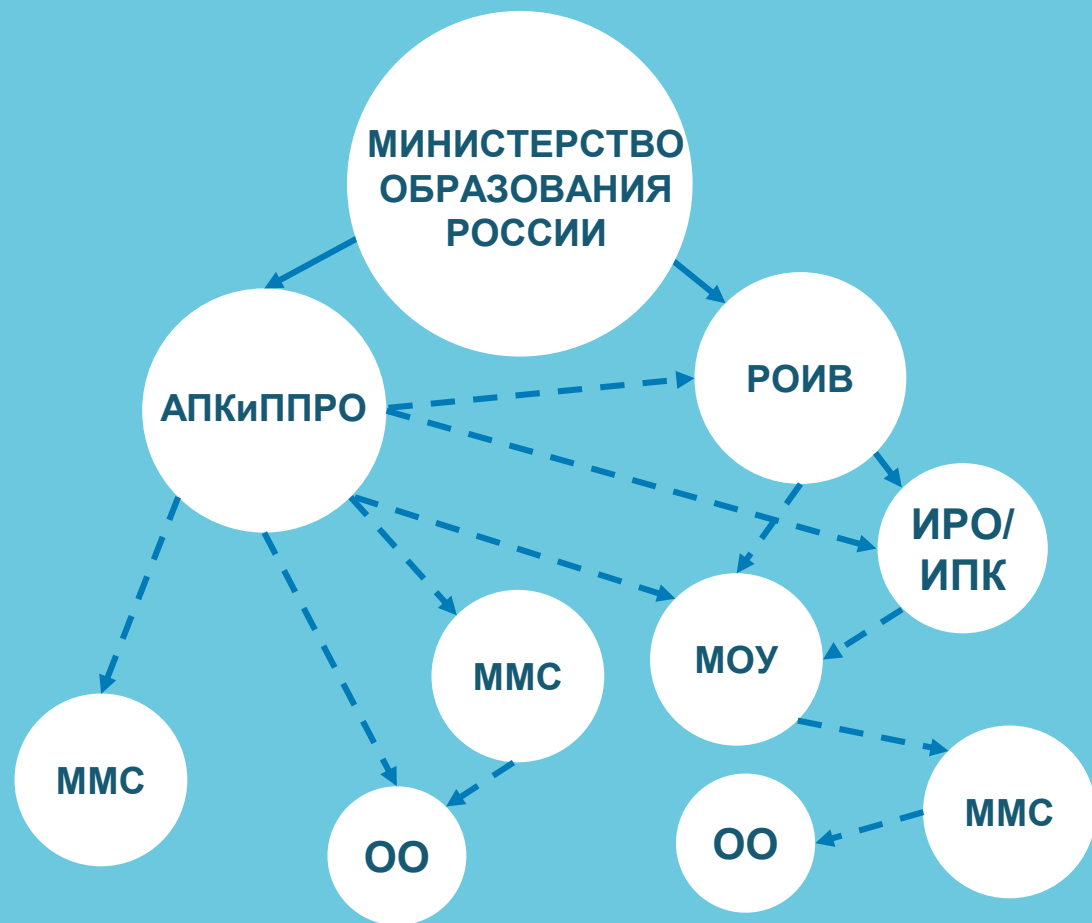 МИНИСТЕРСТВО
ОБРАЗОВАНИЯ
РОССИИ
РОИВ
АПКиППРО
ИРО/
ИПК
ММС
МОУ
ММС
ММС
ОО
ОО